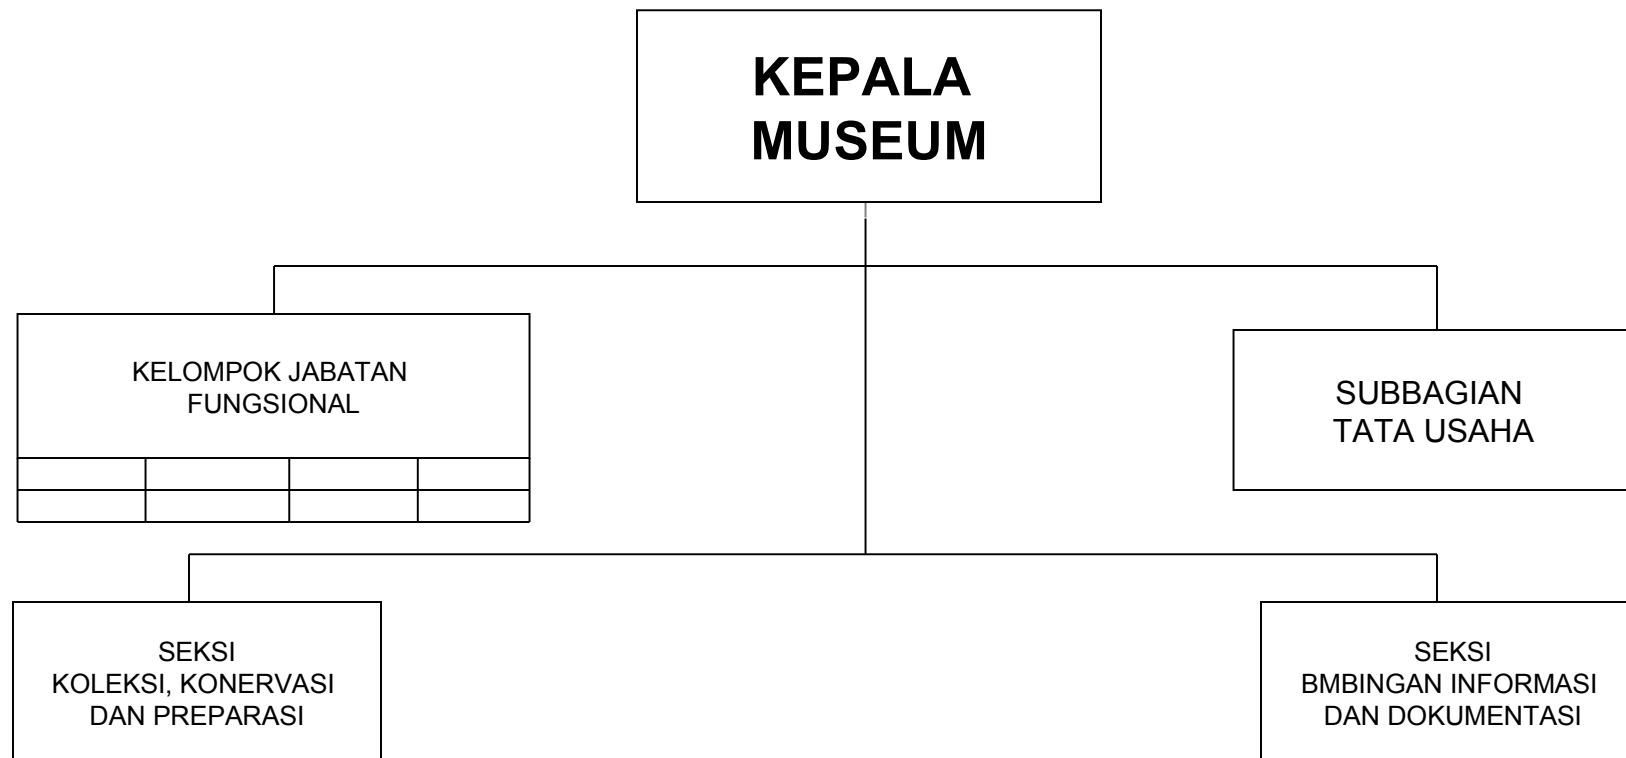 KEPALA
MUSEUM
KELOMPOK JABATAN
FUNGSIONAL
SUBBAGIAN
TATA USAHA
SEKSI
KOLEKSI, KONERVASI
DAN PREPARASI
SEKSI
BMBINGAN INFORMASI
DAN DOKUMENTASI